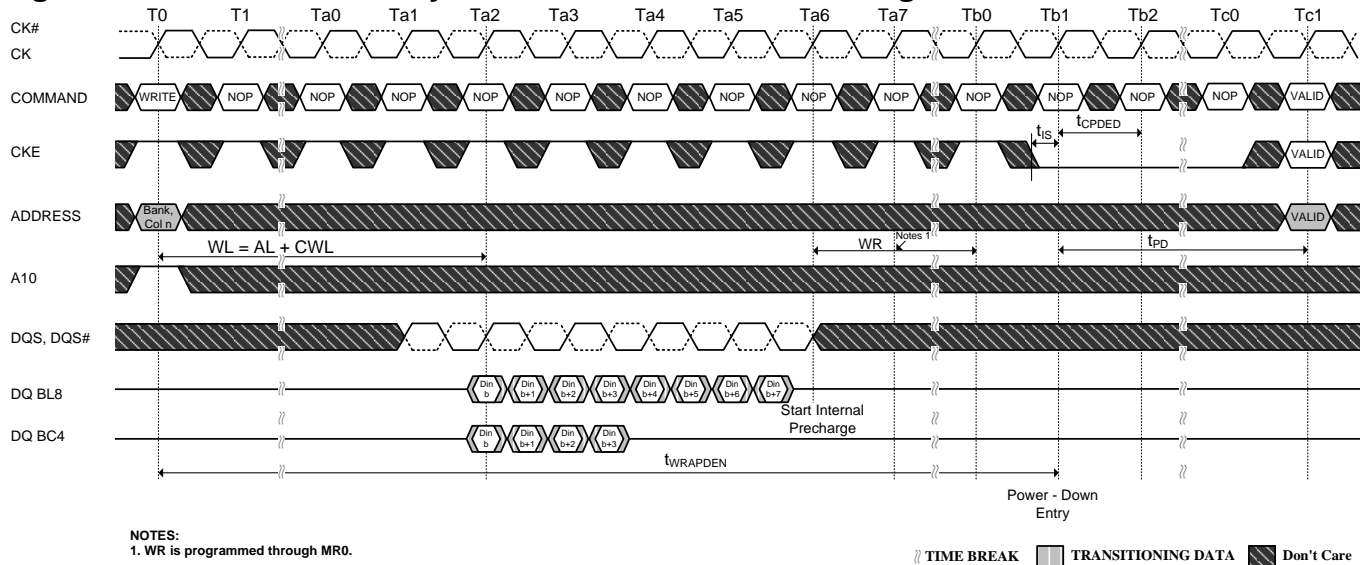 T0 T1 Ta0 Ta1 Ta2 Ta3 Ta4 Ta5 Ta6 Ta7 Tb0 Tb1 Tb2 Tc0 Tc1
CK#
CK
COMMAND WRITE NOP NOP NOP NOP NOP NOP NOP NOP NOP NOP NOP NOP NOP VALID
tIS tCPDED
CKE VALID
ADDRESS Bank, Col n VALID
WL = AL + CWL WR Notes 1 tPD
A10
DQS, DQS#
DQ BL8 Din b Din b+1 Din b+2 Din b+3 Din b+4 Din b+5 Din b+6 Din b+7
Start Internal
Precharge
DQ BC4 Din b Din b+1 Din b+2 Din b+3
tWRAPDEN
Power - Down
Entry
NOTES:
1. WR is programmed through MR0.
TIME BREAK TRANSITIONING DATA Don't Care